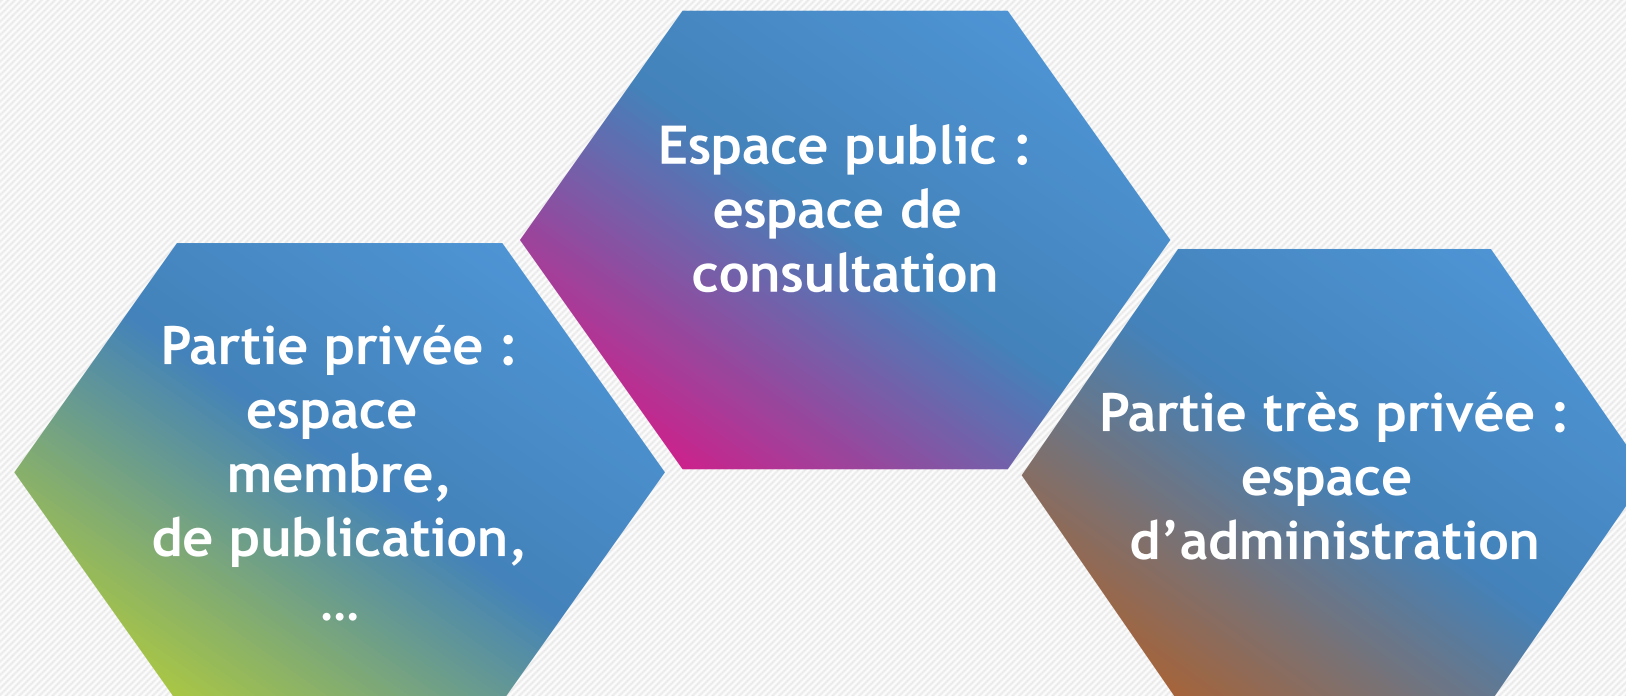 Espace public :
espace de
consultation
Partie privée :
espace
membre,
de publication,
…
Partie très privée :
espace
d’administration